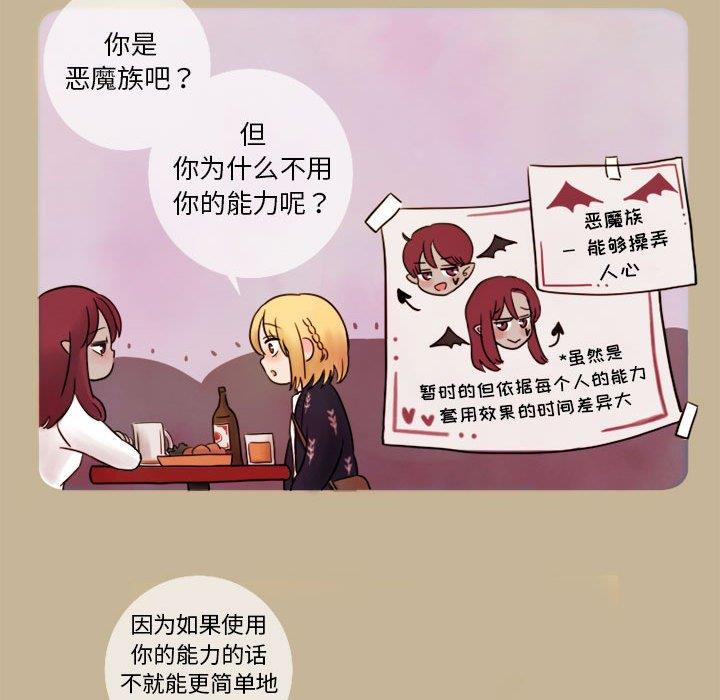 你是
恶魔族吧？
但
你为什么不用
你的能力呢？
恶魔族
- 能够操弄
人心
*虽然是
暂时的但依据每个人的能力
套用效果的时间差异大
因为如果使用
你的能力的话
不就能更简单地